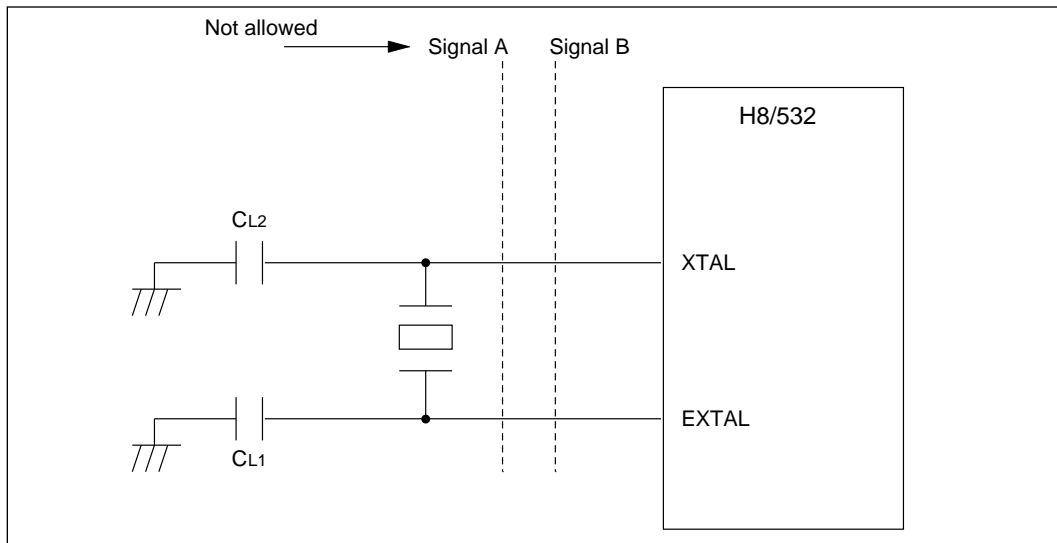 Not allowed
Signal A
Signal B
H8/532
CL2
XTAL
EXTAL
CL1